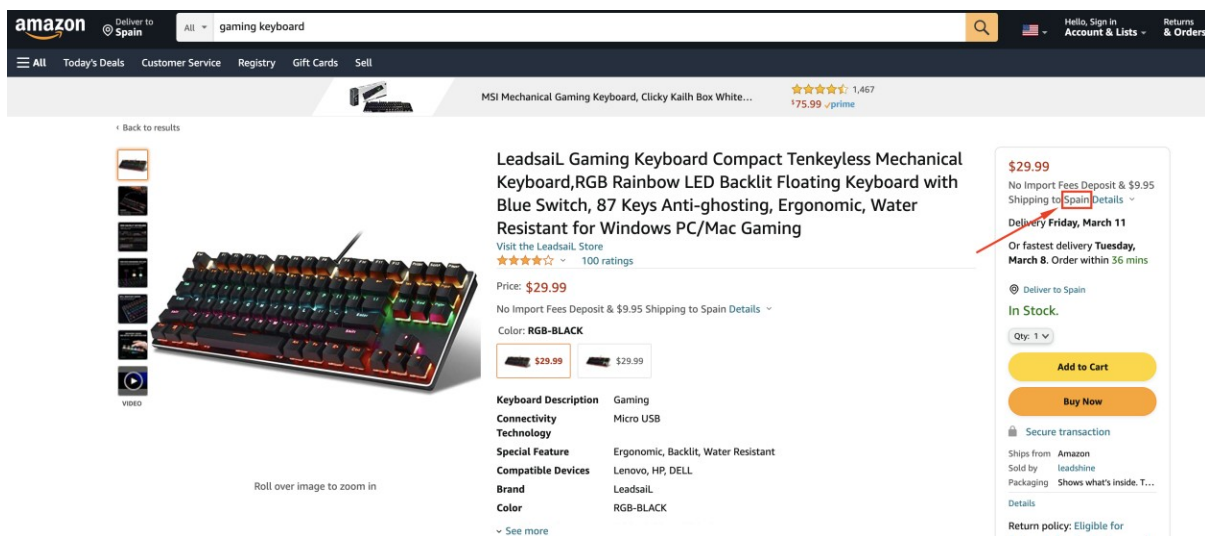 amazon
Deliver to
Spain
All
gaming keyboard
Hello, Sign in
Account & Lists
Returns
& Orders
All
Today's Deals
Customer Service
Registry
Gift Cards
Sell
MSI Mechanical Gaming Keyboard, Clicky Kailh Box White...
1,467
$75.99 prime
‹ Back to results
VIDEO
Roll over image to zoom in
LeadsaiL Gaming Keyboard Compact Tenkeyless Mechanical
Keyboard,RGB Rainbow LED Backlit Floating Keyboard with
Blue Switch, 87 Keys Anti-ghosting, Ergonomic, Water
Resistant for Windows PC/Mac Gaming
Visit the LeadsaiL Store
100 ratings
Price: $29.99
No Import Fees Deposit & $9.95 Shipping to Spain Details
Color: RGB-BLACK
$29.99
$29.99
Keyboard Description Gaming
Connectivity Micro USB
Technology
Special Feature Ergonomic, Backlit, Water Resistant
Compatible Devices Lenovo, HP, DELL
Brand LeadsaiL
Color RGB-BLACK
See more
$29.99
No Import Fees Deposit & $9.95
Shipping to Spain Details
Delivery Friday, March 11
Or fastest delivery Tuesday,
March 8. Order within 36 mins
Deliver to Spain
In Stock.
Qty: 1
Add to Cart
Buy Now
Secure transaction
Ships from Amazon
Sold by leadshine
Packaging Shows what's inside. T...
Details
Return policy: Eligible for